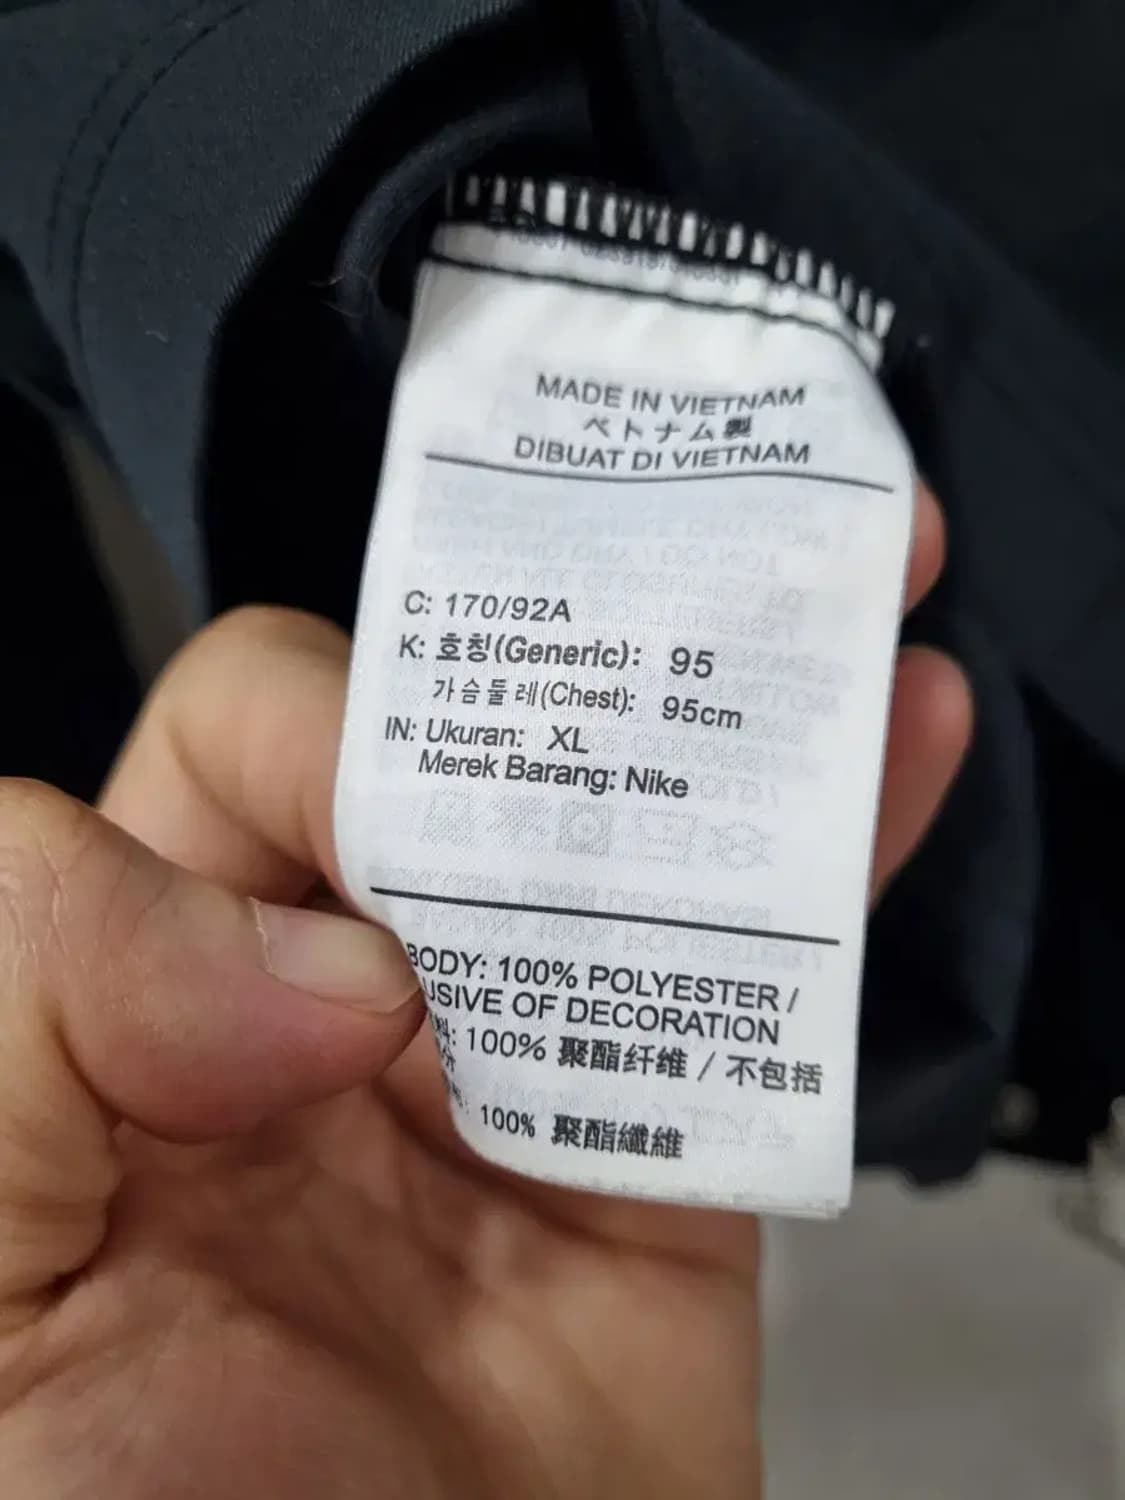 MADE IN VIETNAM
ベトナム製
DIBUAT DI VIETNAM
C: 170/92A
K: 호칭(Generic): 95
가슴둘레(Chest): 95cm
IN: Ukuran: XL
Merek Barang: Nike
BODY: 100% POLYESTER /
USIVE OF DECORATION
料: 100% 聚酯纤维 / 不包括
100% 聚酯纖維